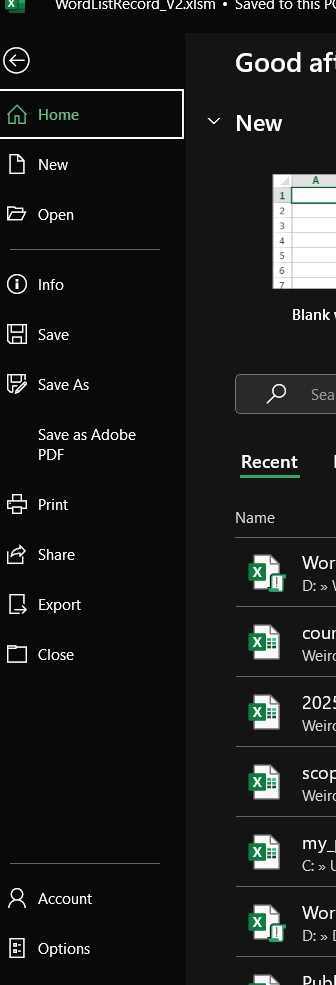 WordListRecord_V2.xlsm • Saved to this PC
Good aft
Home
New
New
Open
A
1
2
3
4
5
6
7
Info
Blank
Save
Save As
Sea
Save as Adobe
PDF
Recent
Print
Name
Share
Wor
D: »
Export
cour
Weird
Close
2025
Weird
scop
Weird
my_
C: »
Account
Wor
D: »
Options
Publ